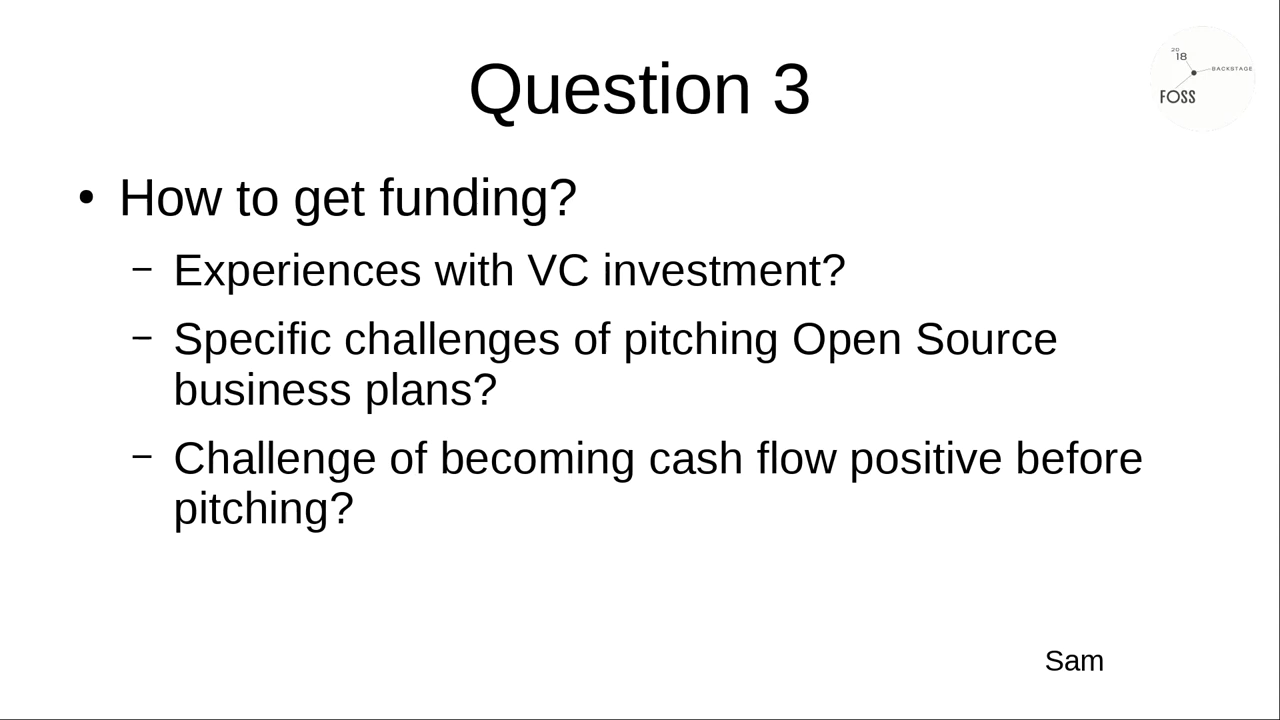 Question 3
20
18
BACKSTAGE
FOSS
• How to get funding?
– Experiences with VC investment?
– Specific challenges of pitching Open Source
business plans?
– Challenge of becoming cash flow positive before
pitching?
Sam